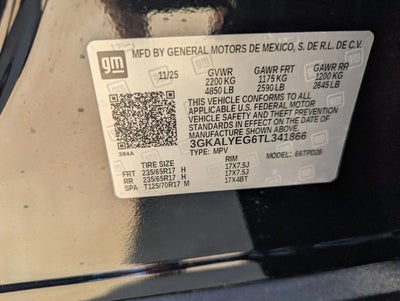 gm
MFD BY GENERAL MOTORS DE MEXICO, S. DE R.L. DE C.V.
11/25 GVWR GAWR FRT GAWR RR
2200 KG 1175 KG 1200 KG
4850 LB 2590 LB 2645 LB
THIS VEHICLE CONFORMS TO ALL
APPLICABLE U.S. FEDERAL MOTOR
VEHICLE SAFETY
STANDARDS IN EFFECT ON THE DATE OF
MANUFACTURE SHOWN ABOVE.
3GKALYEG6TL341866
TYPE: MPV MODEL:
TIRE SIZE RIM
FRT 235/65R17 H 17X7.5J
RR 235/65R17 H 17X7.5J
SPA T125/70R17 M 17X4BT